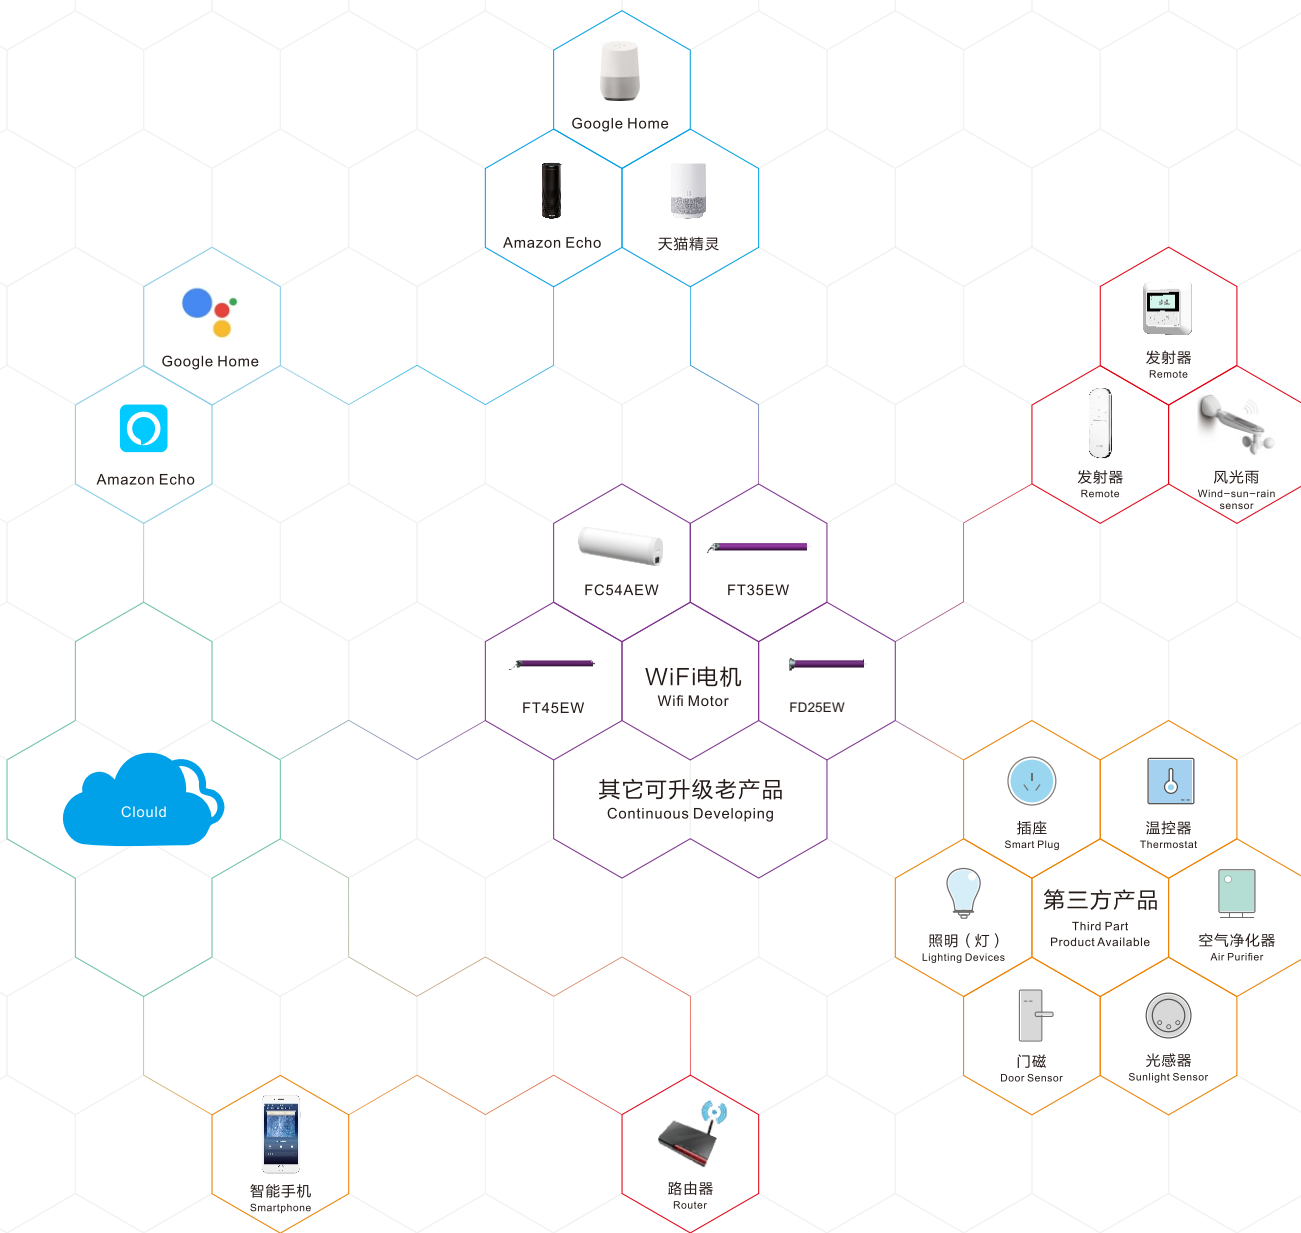 Google Home
Amazon Echo
天猫精灵
Google Home
Amazon Echo
发射器
Remote
发射器
Remote
风光雨
Wind-sun-rain
sensor
FC54AEW
FT35EW
FT45EW
WiFi电机
Wifi Motor
FD25EW
其它可升级老产品
Continuous Developing
Clould
插座
Smart Plug
温控器
Thermostat
照明（灯）
Lighting Devices
第三方产品
Third Part
Product Available
空气净化器
Air Purifier
门磁
Door Sensor
光感器
Sunlight Sensor
智能手机
Smartphone
路由器
Router